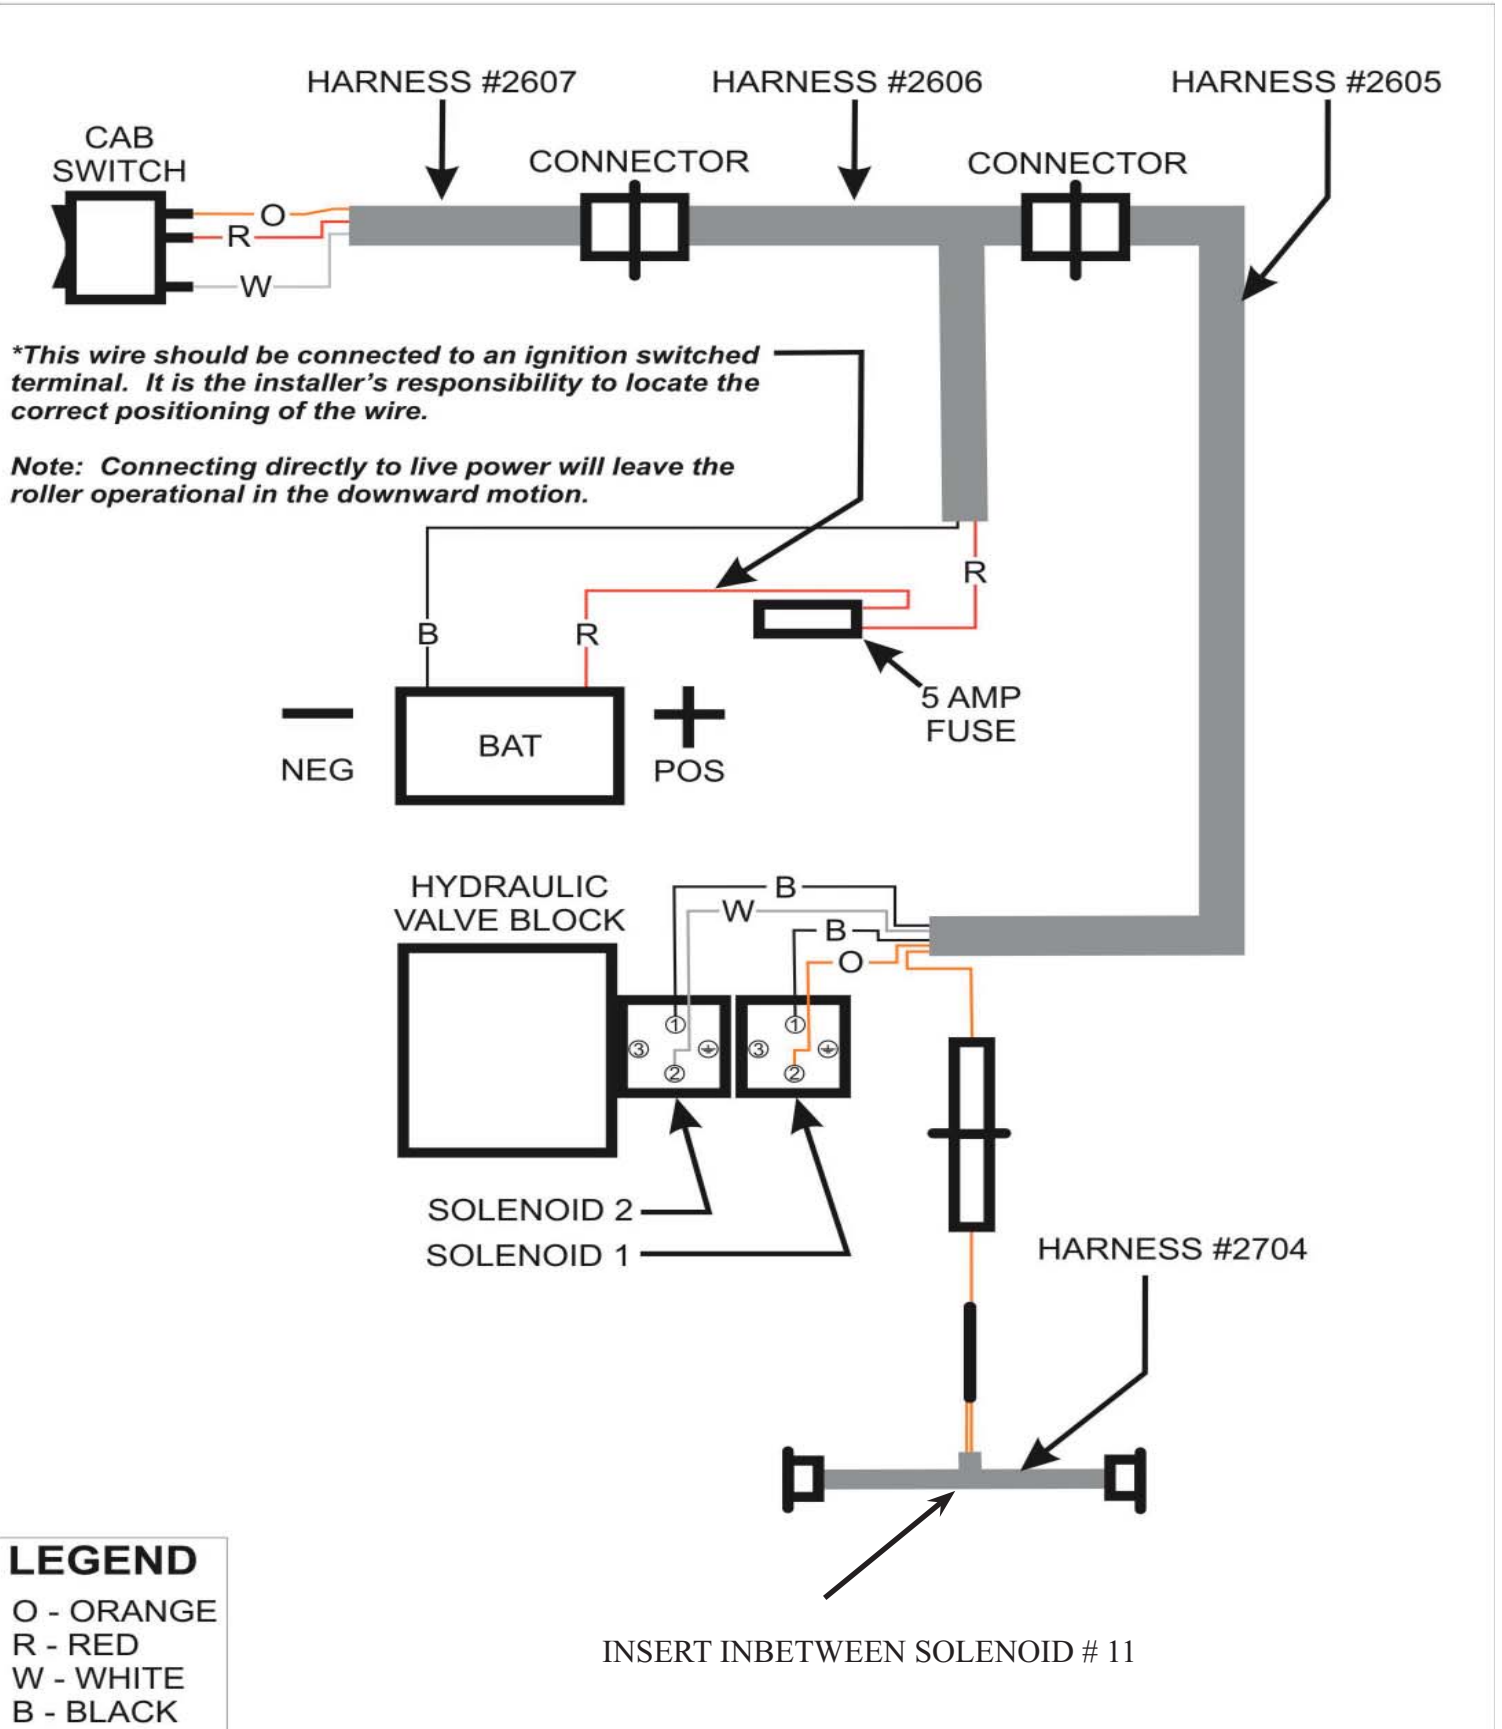 HARNESS #2607
HARNESS #2606
HARNESS #2605
CAB
SWITCH
CONNECTOR
CONNECTOR
O
R
W
*This wire should be connected to an ignition switched
terminal. It is the installer's responsibility to locate the
correct positioning of the wire.
Note: Connecting directly to live power will leave the
roller operational in the downward motion.
R
B
R
5 AMP
FUSE
NEG
BAT
POS
HYDRAULIC
VALVE BLOCK
B
W
B
O
1
3
2
1
3
2
SOLENOID 2
SOLENOID 1
HARNESS #2704
LEGEND
O - ORANGE
R - RED
W - WHITE
B - BLACK
INSERT INBETWEEN SOLENOID # 11